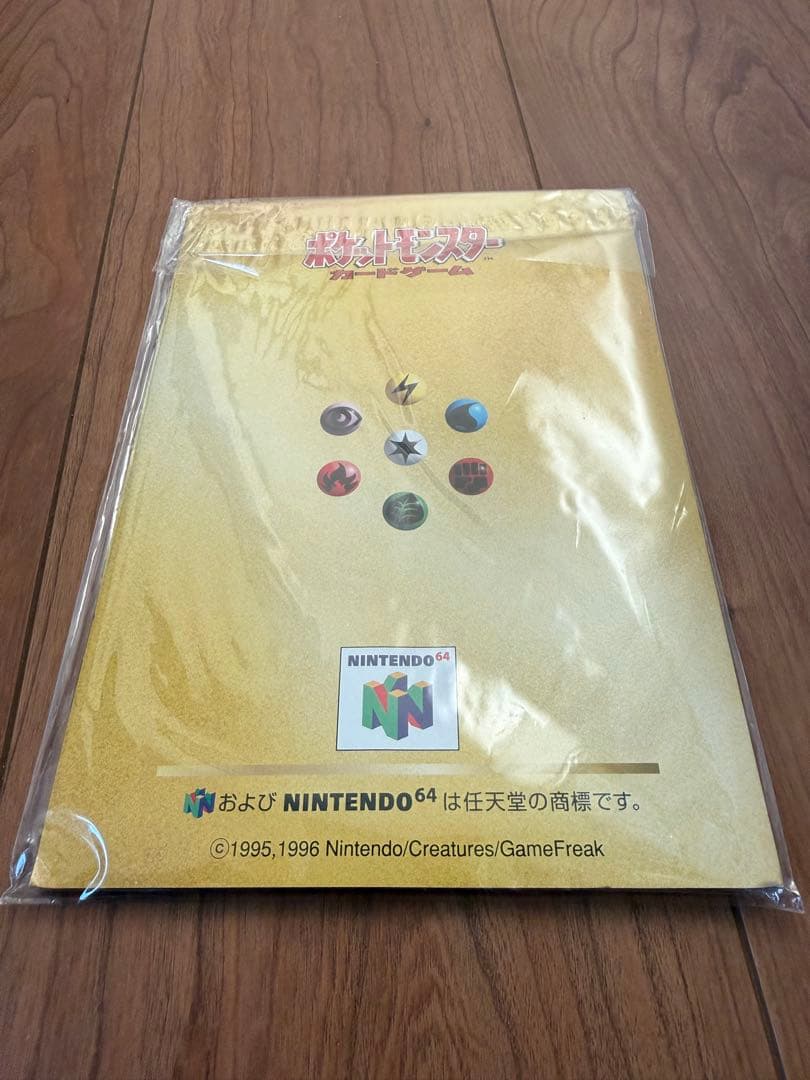 ポケットモンスター™
カードゲーム
NINTENDO64
およびNINTENDO64は任天堂の商標です。
©1995,1996 Nintendo/Creatures/GameFreak